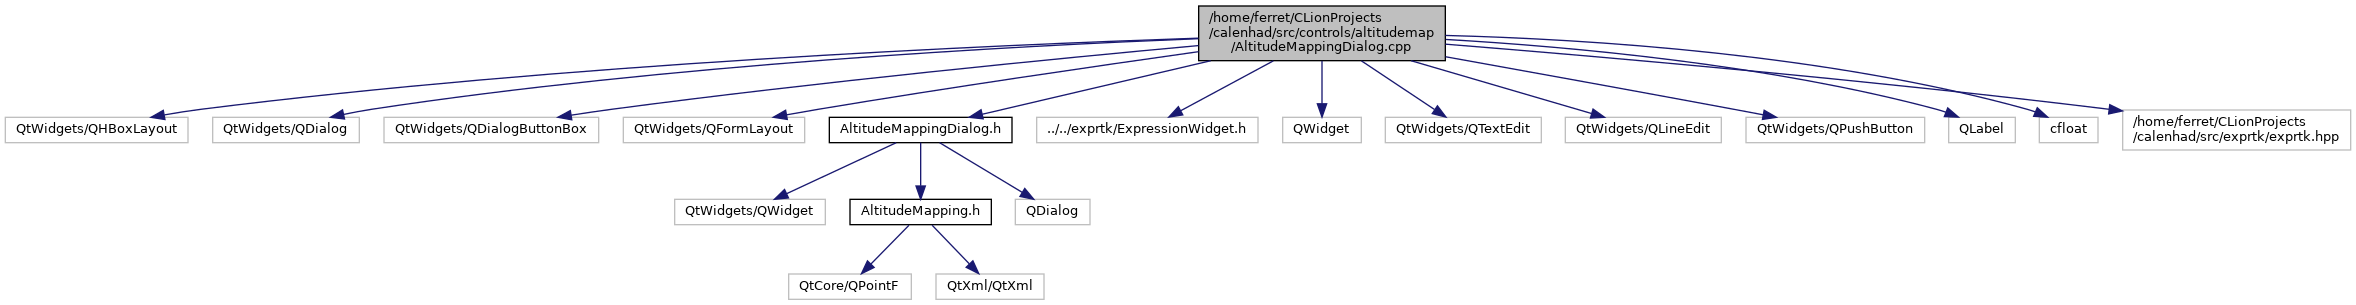 /home/ferret/CLionProjects
/calenhad/src/controls/altitudemap
/AltitudeMappingDialog.cpp
QtWidgets/QHBoxLayout
QtWidgets/QDialog
QtWidgets/QDialogButtonBox
QtWidgets/QFormLayout
AltitudeMappingDialog.h
../../exprtk/ExpressionWidget.h
QWidget
QtWidgets/QTextEdit
QtWidgets/QLineEdit
QtWidgets/QPushButton
QLabel
cfloat
/home/ferret/CLionProjects
/calenhad/src/exprtk/exprtk.hpp
QtWidgets/QWidget
AltitudeMapping.h
QDialog
QtCore/QPointF
QtXml/QtXml